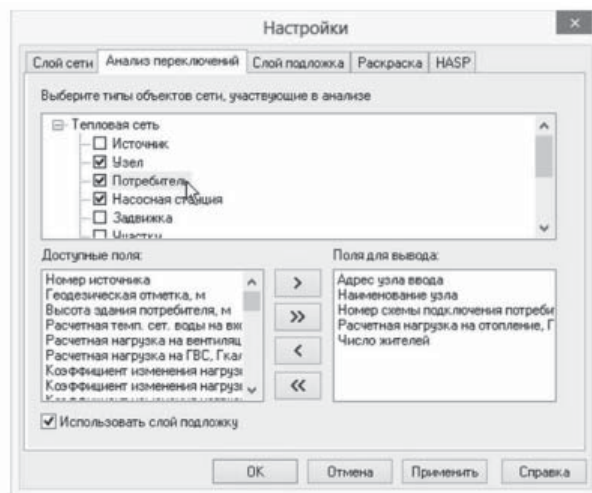 Настройки
Слой сети Анализ переключений Слой подложка Раскраска HASP
Выберите типы объектов сети, участвующие в анализе
Тепловая сеть
Источник
Узел
Потребитель
Насосная станция
Задвижка
Участки
Доступные поля:
Номер источника
Геодезическая отметка, м
Высота здания потребителя, м
Расчетная темп. сет. воды на вхо
Расчетная нагрузка на вентиляц
Расчетная нагрузка на ГВС, Гкал
Коэффициент изменения нагрузк
Коэффициент изменения нагрузк
> 
>>
<
<<
Поля для вывода:
Адрес узла ввода
Наименование узла
Номер схемы подключения потреби
Расчетная нагрузка на отопление, Г
Число жителей
Использовать слой подложку
OK Отмена Применить Справка